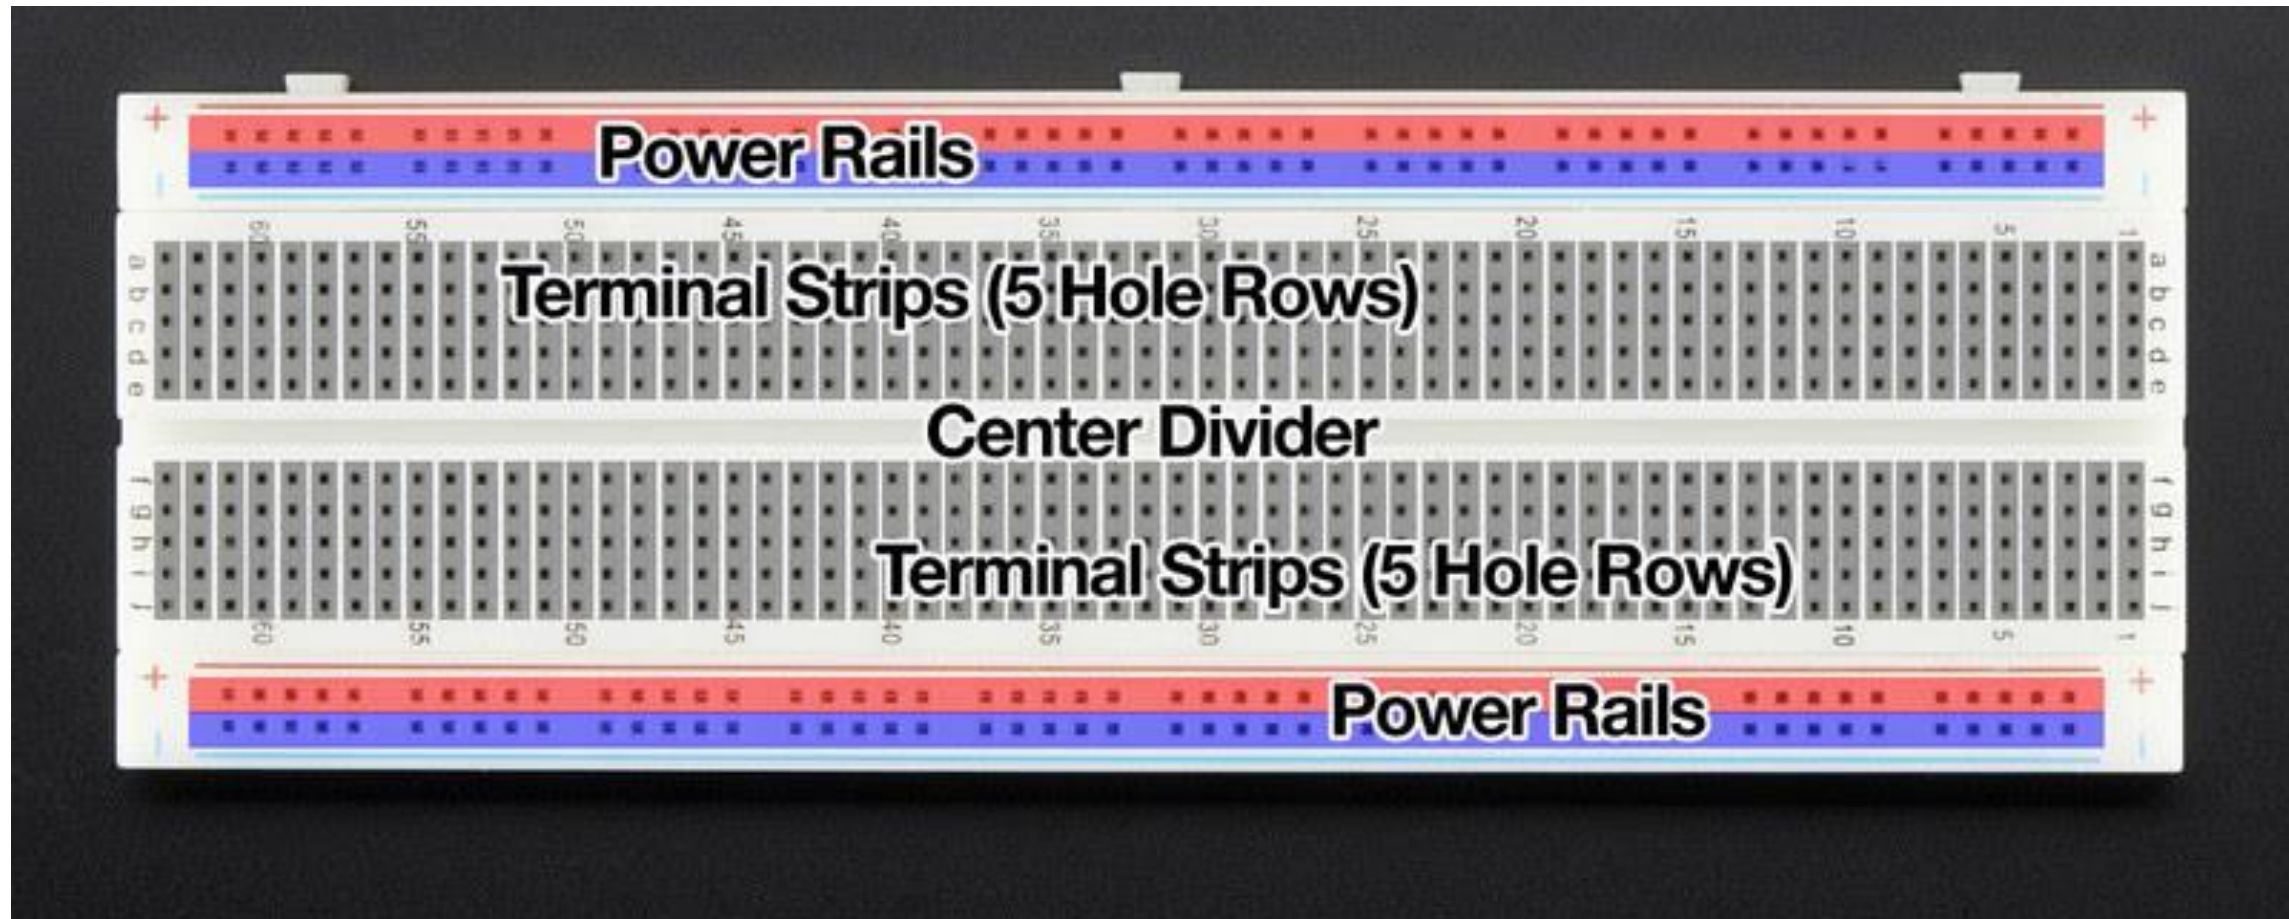 + +
Power Rails
- -
60 55 50 45 40 35 30 25 20 15 10 5 1
a a
b b
Terminal Strips (5 Hole Rows)
c c
d d
e e
Center Divider
f f
g g
h h
Terminal Strips (5 Hole Rows)
i i
j j
60 55 50 45 40 35 30 25 20 15 10 5 1
+ +
Power Rails
- -